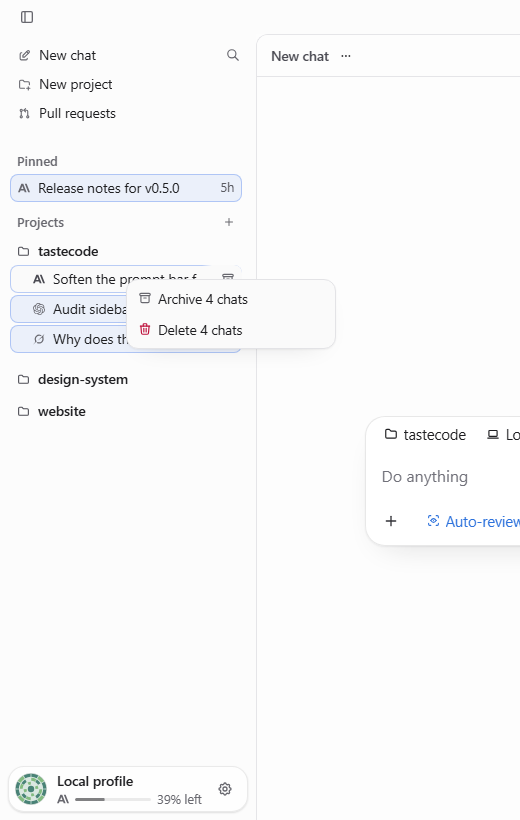 New chat
New project
Pull requests
Pinned
Release notes for v0.5.0 5h
Projects
tastecode
Soften the prompt bar f
Audit sideba
Why does th
Archive 4 chats
Delete 4 chats
design-system
website
Local profile
39% left
New chat
tastecode Lo
Do anything
Auto-review